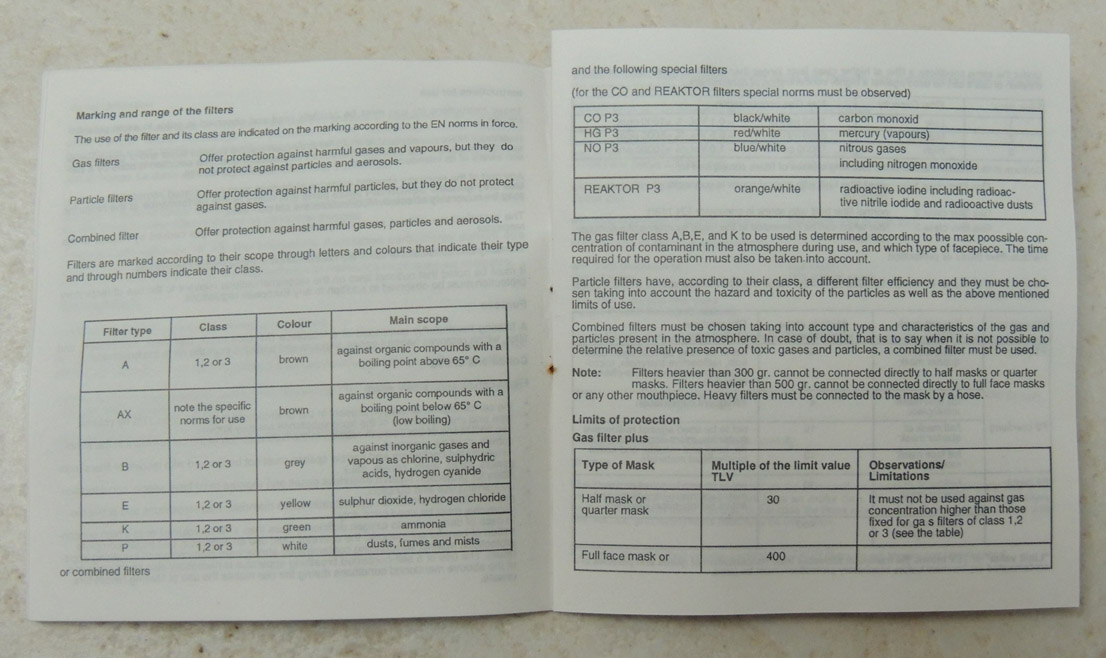 Marking and range of the filters
The use of the filter and its class are indicated on the marking according to the EN norms in force.
Gas filters Offer protection against harmful gases and vapours, but they do
not protect against particles and aerosols.
Particle filters Offer protection against harmful particles, but they do not protect
against gases.
Combined filter Offer protection against harmful gases, particles and aerosols.
Filters are marked according to their scope through letters and colours that indicate their type
and through numbers indicate their class.
Filter type Class Colour Main scope
A 1,2 or 3 brown against organic compounds with a
boiling point above 65° C
AX note the specific
norms for use brown against organic compounds with a
boiling point below 65° C
(low boiling)
B 1,2 or 3 grey against inorganic gases and
vapous as chlorine, sulphydric
acids, hydrogen cyanide
E 1,2 or 3 yellow sulphur dioxide, hydrogen chloride
K 1,2 or 3 green ammonia
P 1,2 or 3 white dusts, fumes and mists
or combined filters
and the following special filters
(for the CO and REAKTOR filters special norms must be observed)
CO P3 black/white carbon monoxid
HG P3 red/white mercury (vapours)
NO P3 blue/white nitrous gases
including nitrogen monoxide
REAKTOR P3 orange/white radioactive iodine including radioac-
tive nitrile iodide and radiooactive dusts
The gas filter class A,B,E, and K to be used is determined according to the max poossible con-
centration of contaminant in the atmosphere during use, and which type of facepiece. The time
required for the operation must also be taken into account.
Particle filters have, according to their class, a different filter efficiency and they must be cho-
sen taking into account the hazard and toxicity of the particles as well as the above mentioned
limits of use.
Combined filters must be chosen taking into account type and characteristics of the gas and
particles present in the atmosphere. In case of doubt, that is to say when it is not possible to
determine the relative presence of toxic gases and particles, a combined filter must be used.
Note: Filters heavier than 300 gr. cannot be connected directly to half masks or quarter
masks. Filters heavier than 500 gr. cannot be connected directly to full face masks
or any other mouthpiece. Heavy filters must be connected to the mask by a hose.
Limits of protection
Gas filter plus
Type of Mask Multiple of the limit value
TLV Observations/
Limitations
Half mask or
quarter mask 30 It must not be used against gas
concentration higher than those
fixed for ga s filters of class 1,2
or 3 (see the table)
Full face mask or 400